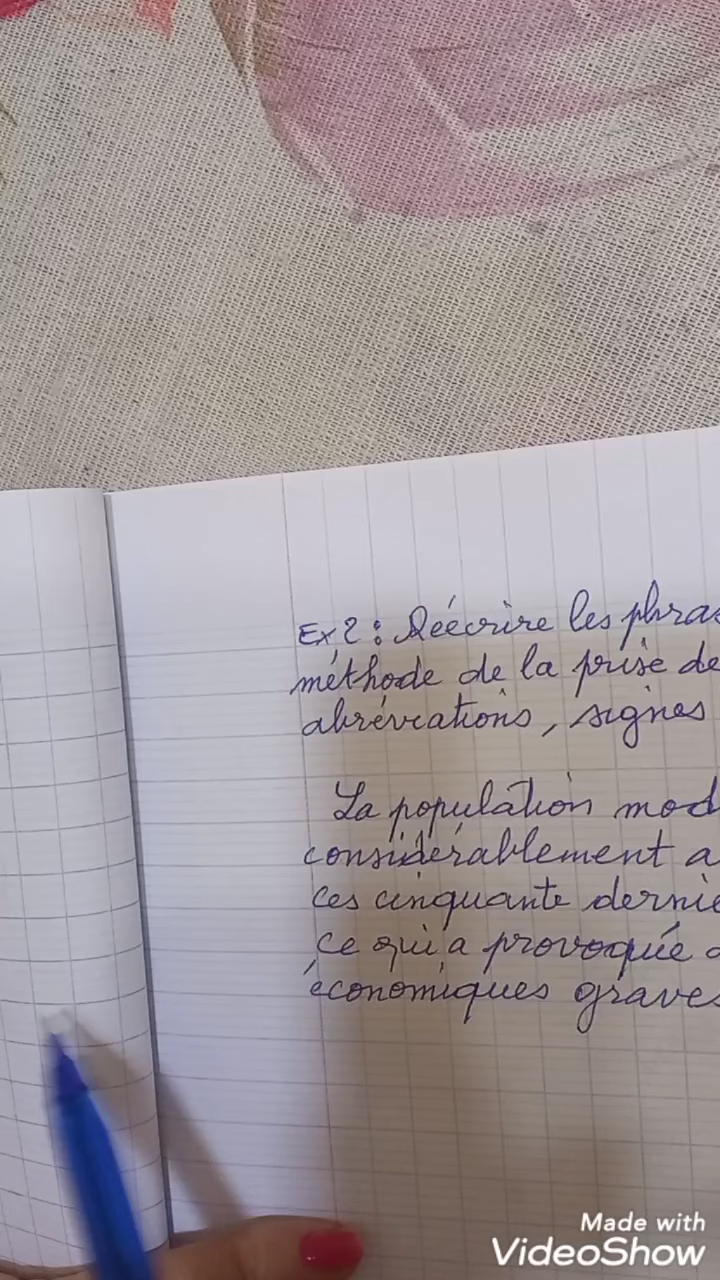 Ex 2 : Réécrire les phras
méthode de la prise de
abréviations, signes
La population mod
considérablement a
ces cinquante dernie
ce qui a provoquée d
économiques graves
Made with
VideoShow